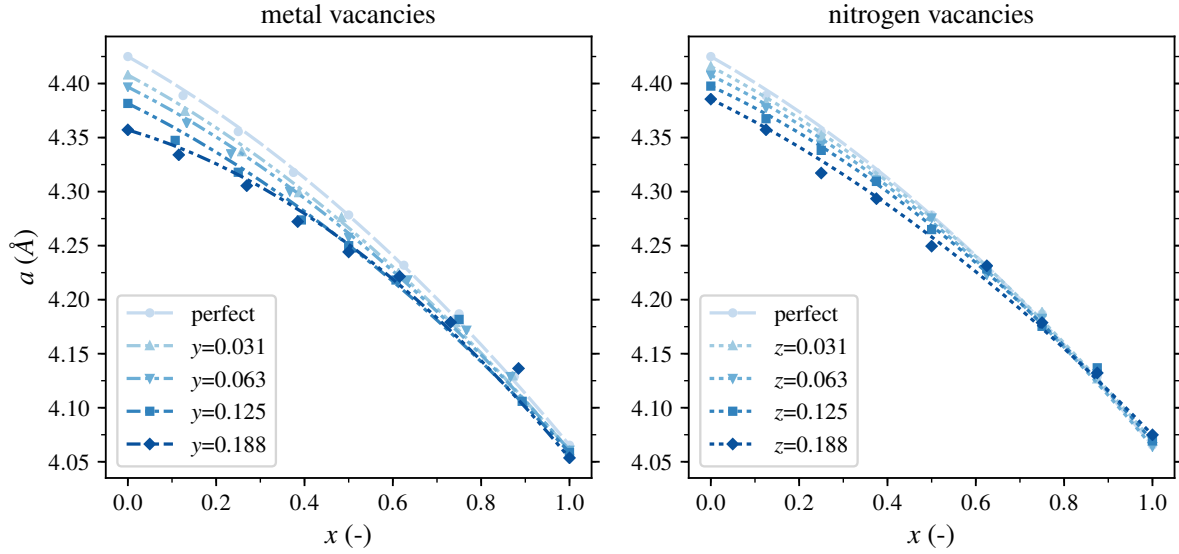 metal vacancies
a (Å)
4.40
4.35
4.30
4.25
4.20
4.15
4.10
4.05
perfect
y=0.031
y=0.063
y=0.125
y=0.188
0.0 0.2 0.4 0.6 0.8 1.0
x (-)
nitrogen vacancies
4.40
4.35
4.30
4.25
4.20
4.15
4.10
4.05
perfect
z=0.031
z=0.063
z=0.125
z=0.188
0.0 0.2 0.4 0.6 0.8 1.0
x (-)